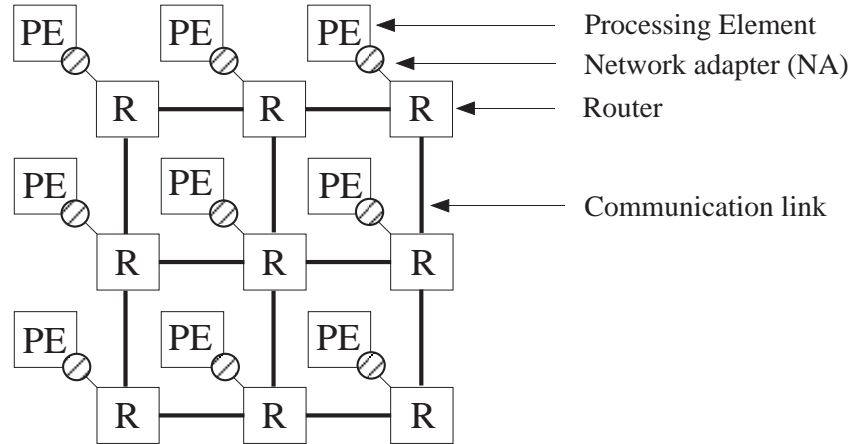 PE PE PE Processing Element
Network adapter (NA)
R R R Router
PE PE PE
Communication link
R R R
PE PE PE
R R R